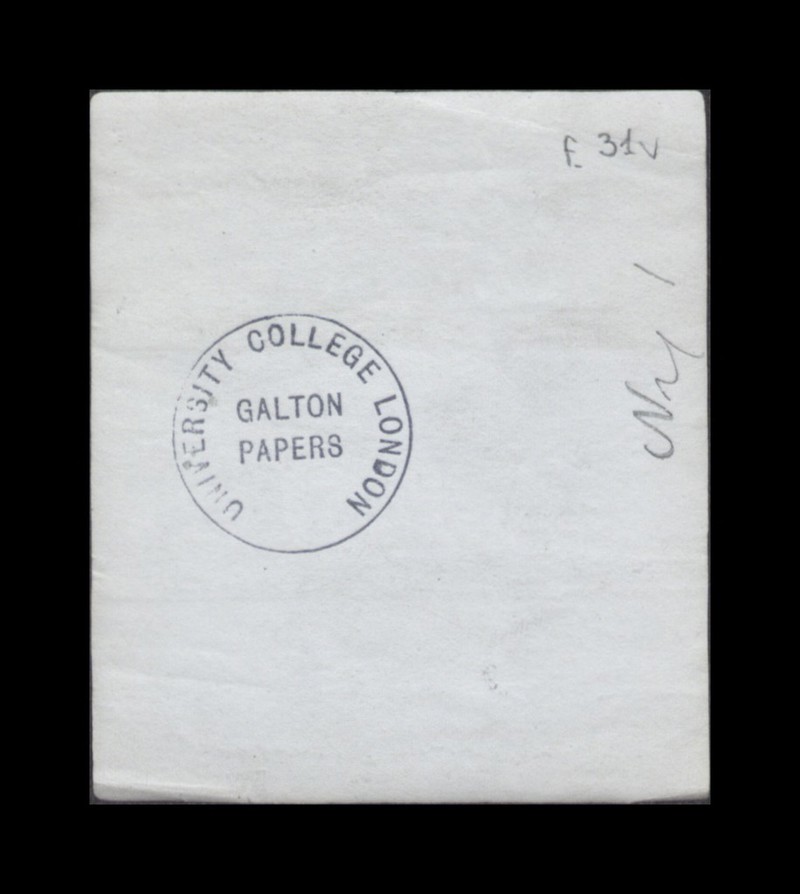 f. 31v
UNIVERSITY COLLEGE LONDON
GALTON
PAPERS